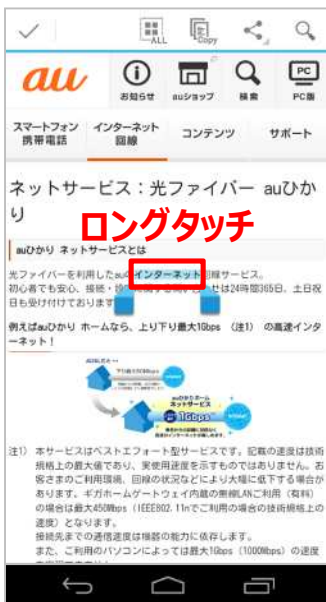 ALL
Copy
au
お知らせ
auショップ
検索
PC
PC版
スマートフォン
携帯電話
インターネット
回線
コンテンツ
サポート
ネットサービス：光ファイバー auひか
り
ロングタッチ
auひかり ネットサービスとは
光ファイバーを利用したauのインターネット回線サービス。
初心者でも安心、接続・
せは24時間365日、土日祝
日も受け付けております
例えばauひかり ホームなら、上り下り最大1Gbps （注1） の高速インタ
ーネット！
auひかり ホーム
ネットサービス
1Gbps
注1） 本サービスはベストエフォート型サービスです。記載の速度は技術
規格上の最大値であり、実使用速度を示すものではありません。お
客さまのご利用環境、回線の状況などにより大幅に低下する場合が
あります。ギガホームゲートウェイ内蔵の無線LANご利用（有料）
の場合は最大450Mbps（IEEE802.11nでご利用の場合の技術規格上の
速度）となります。
接続先までの通信速度は機器の能力に依存します。
また、ご利用のパソコンによっては最大1Gbps（1000Mbps）の速度